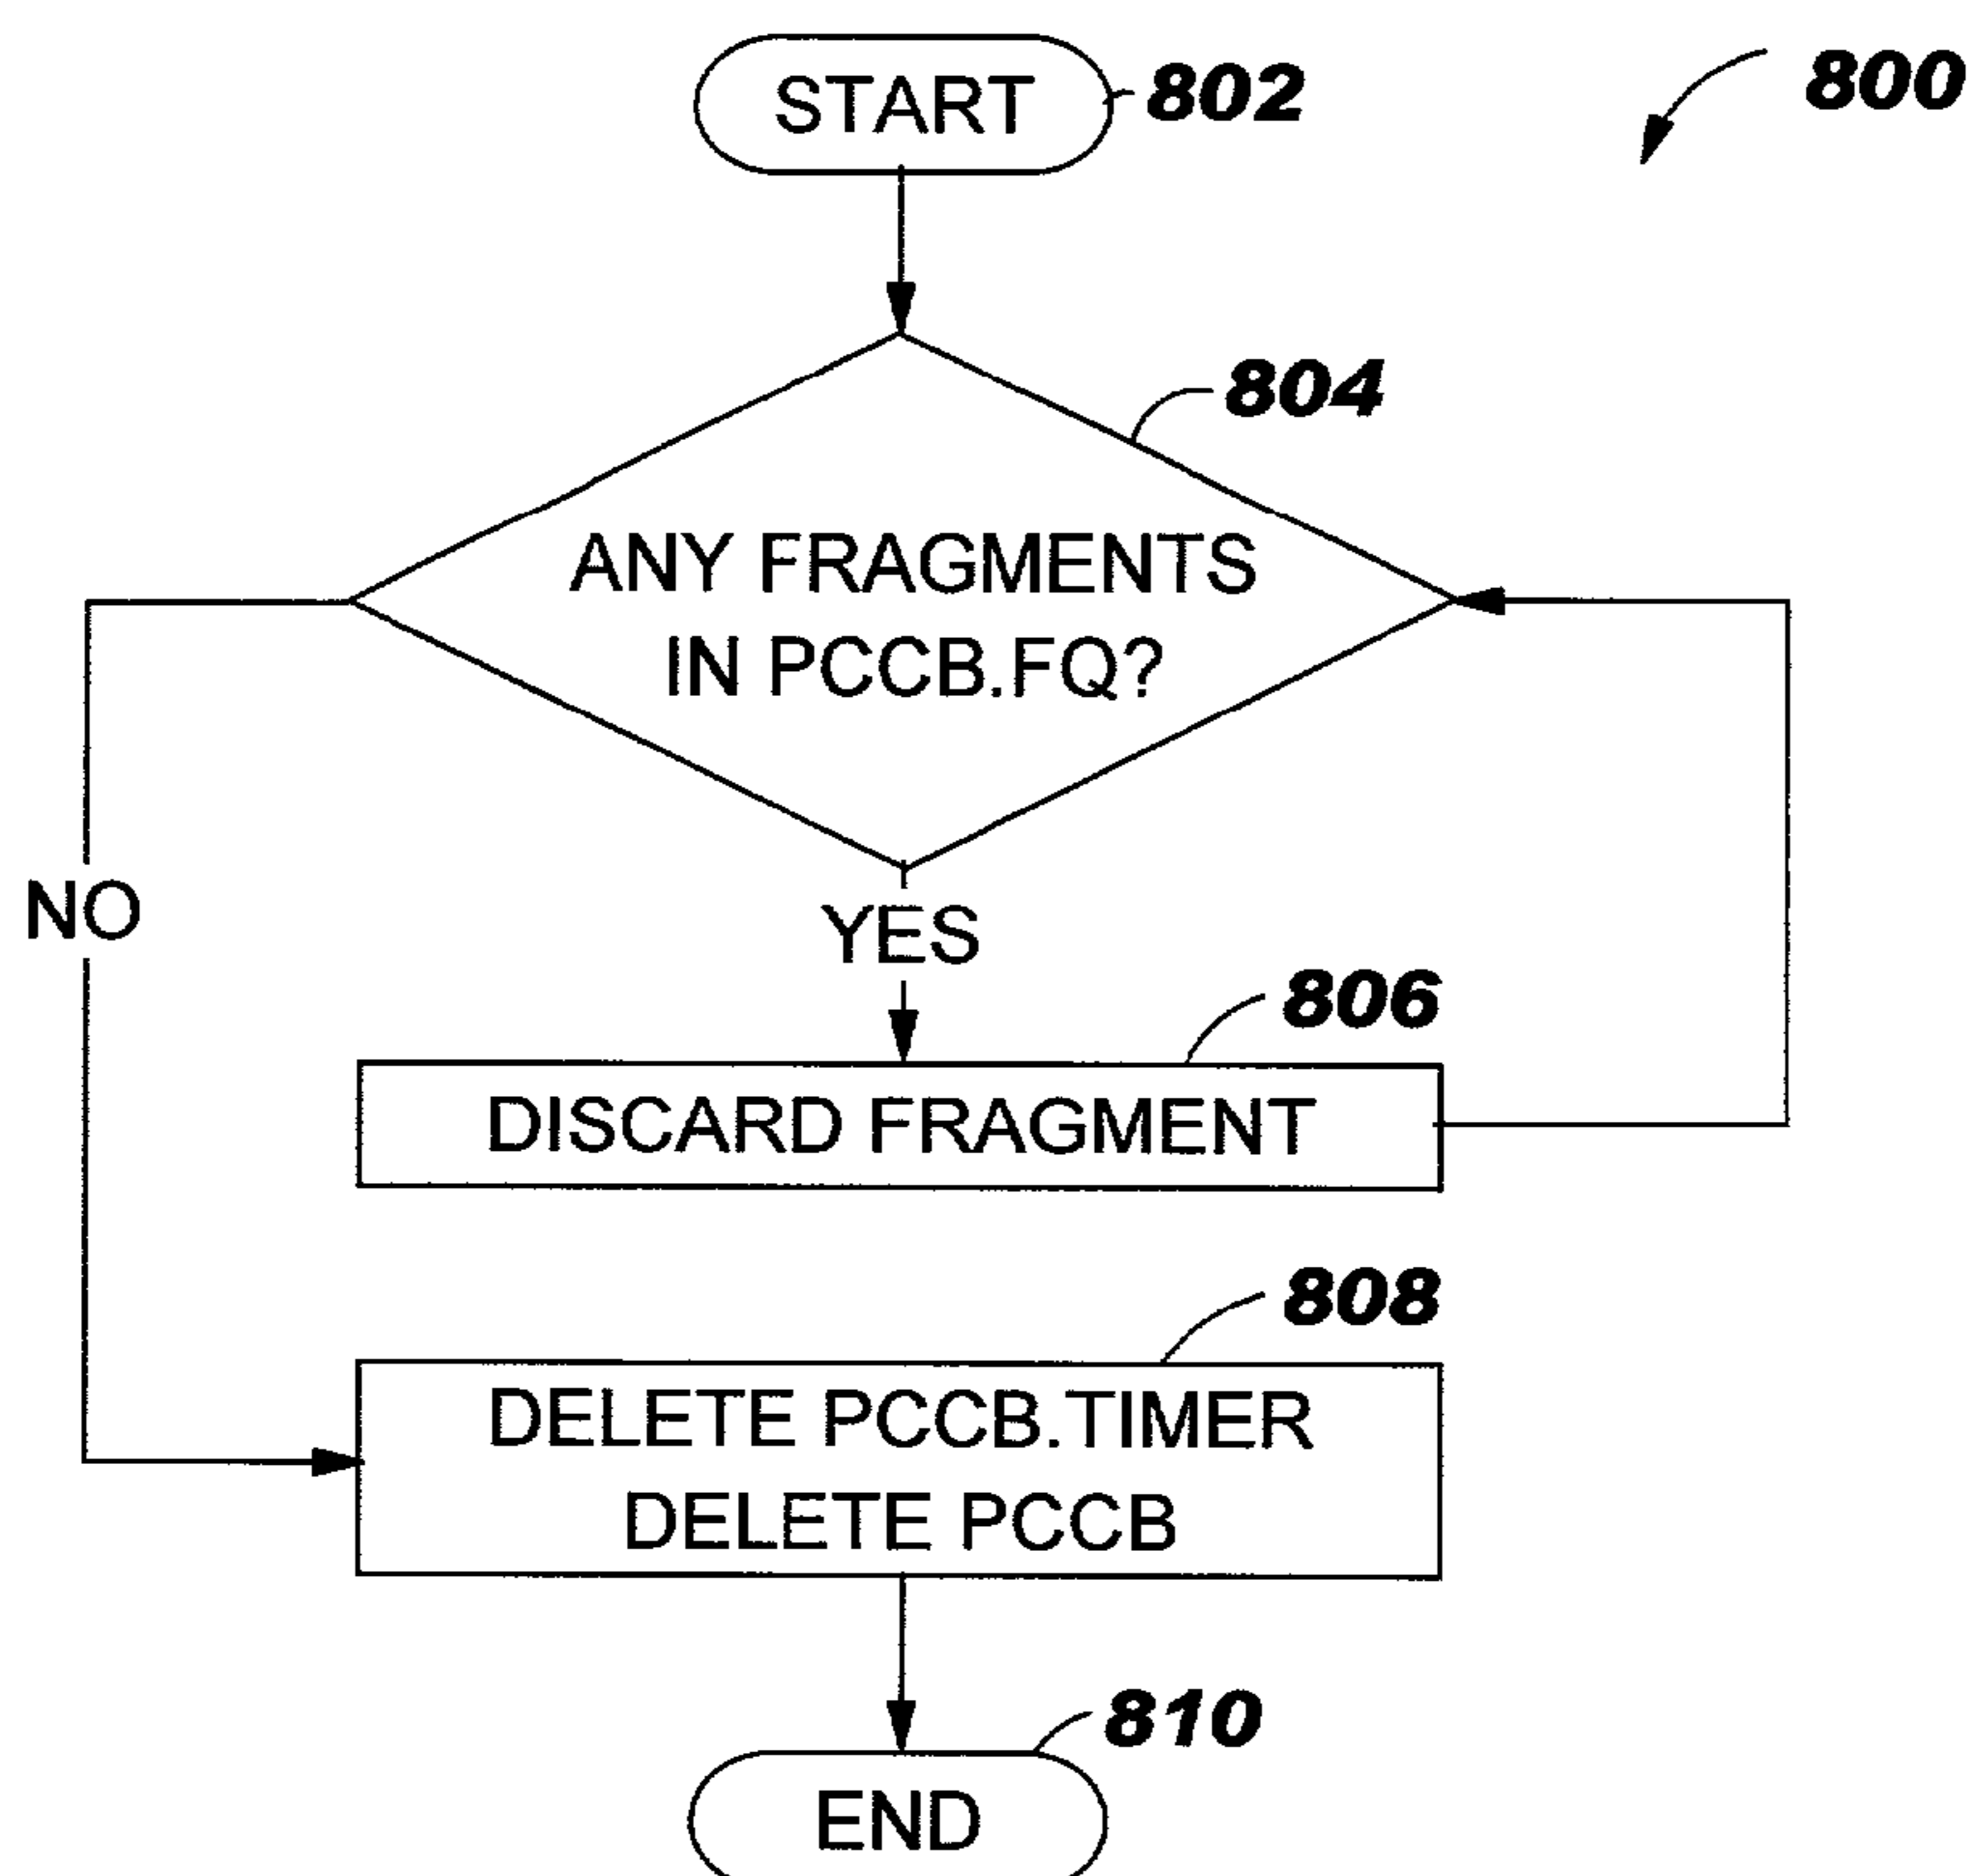 START
802
800
804
ANY FRAGMENTS
IN PCCB.FQ?
NO
YES
806
DISCARD FRAGMENT
808
DELETE PCCB.TIMER
DELETE PCCB
810
END